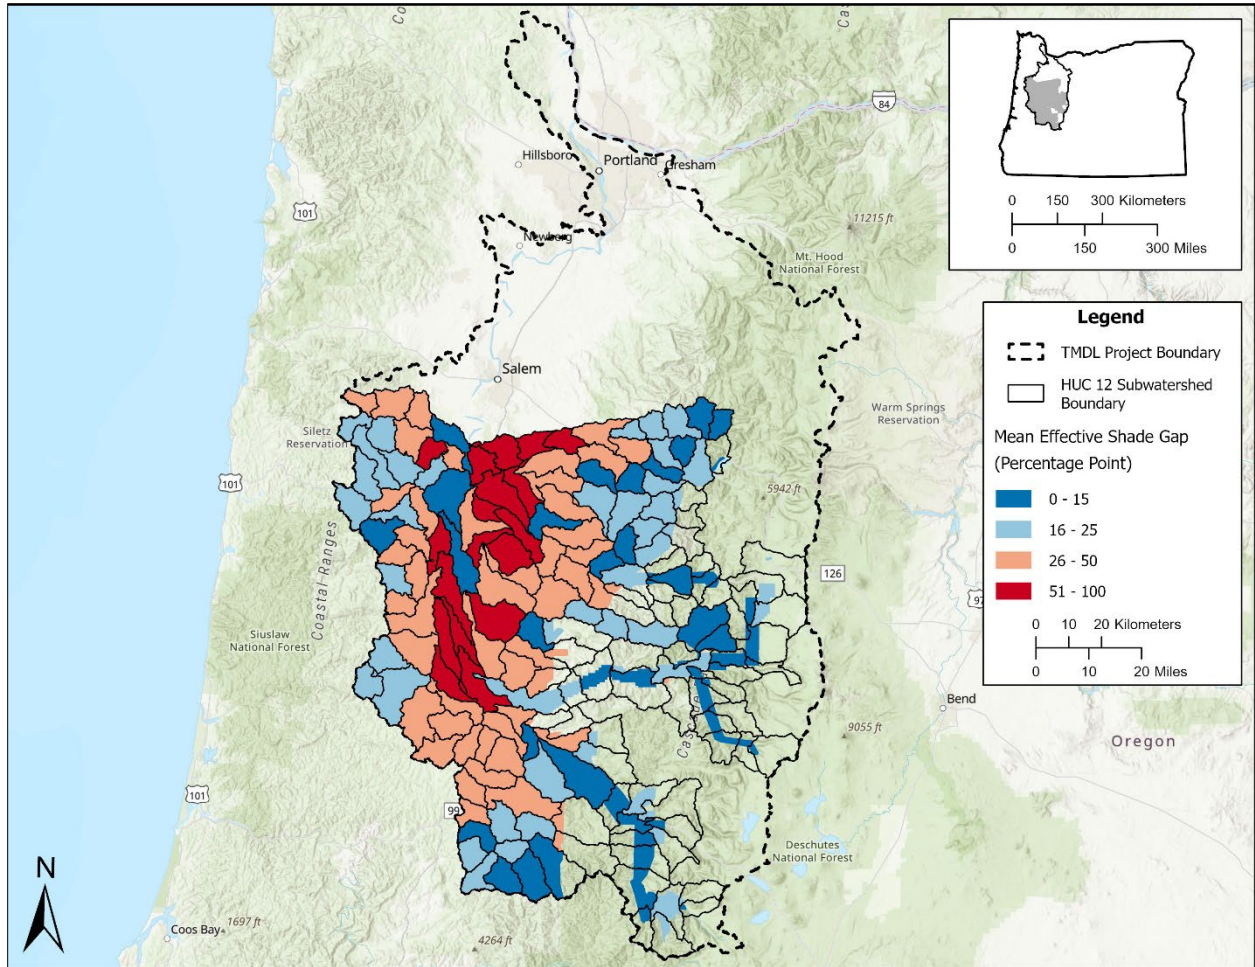 Co
Cas
84
Hillsboro
Portland
Gresham
101
Newberg
11215 ft
Mt. Hood
National Forest
Salem
Siletz
Reservation
Warm Springs
Reservation
101
5942 ft
Coastal Ranges
126
97
Siuslaw
National Forest
Bend
9055 ft
Oregon
101
99
Deschutes
National Forest
N
Coos Bay
1697 ft
4264 ft
0 150 300 Kilometers
0 150 300 Miles
Legend
TMDL Project Boundary
HUC 12 Subwatershed
Boundary
Mean Effective Shade Gap
(Percentage Point)
0 - 15
16 - 25
26 - 50
51 - 100
0 10 20 Kilometers
0 10 20 Miles